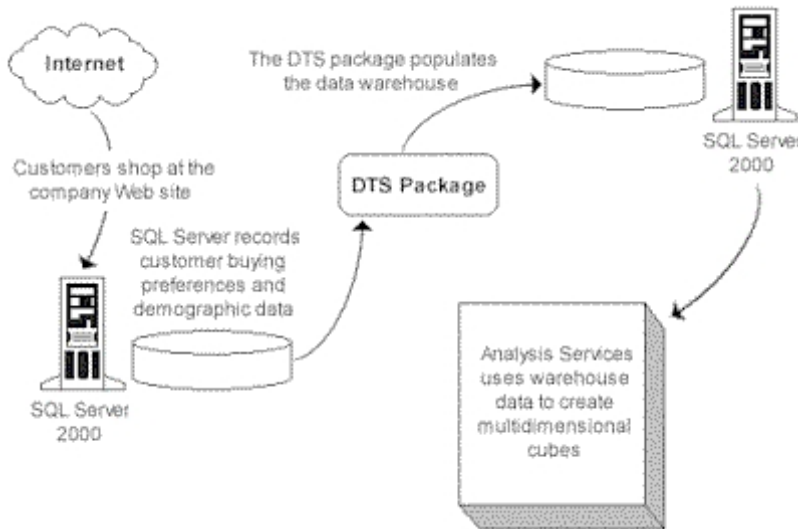 Internet
Customers shop at the
company Web site
SQL Server
2000
SQL Server records
customer buying
preferences and
demographic data
DTS Package
The DTS package populates
the data warehouse
SQL Server
2000
Analysis Services
uses warehouse
data to create
multidimensional
cubes